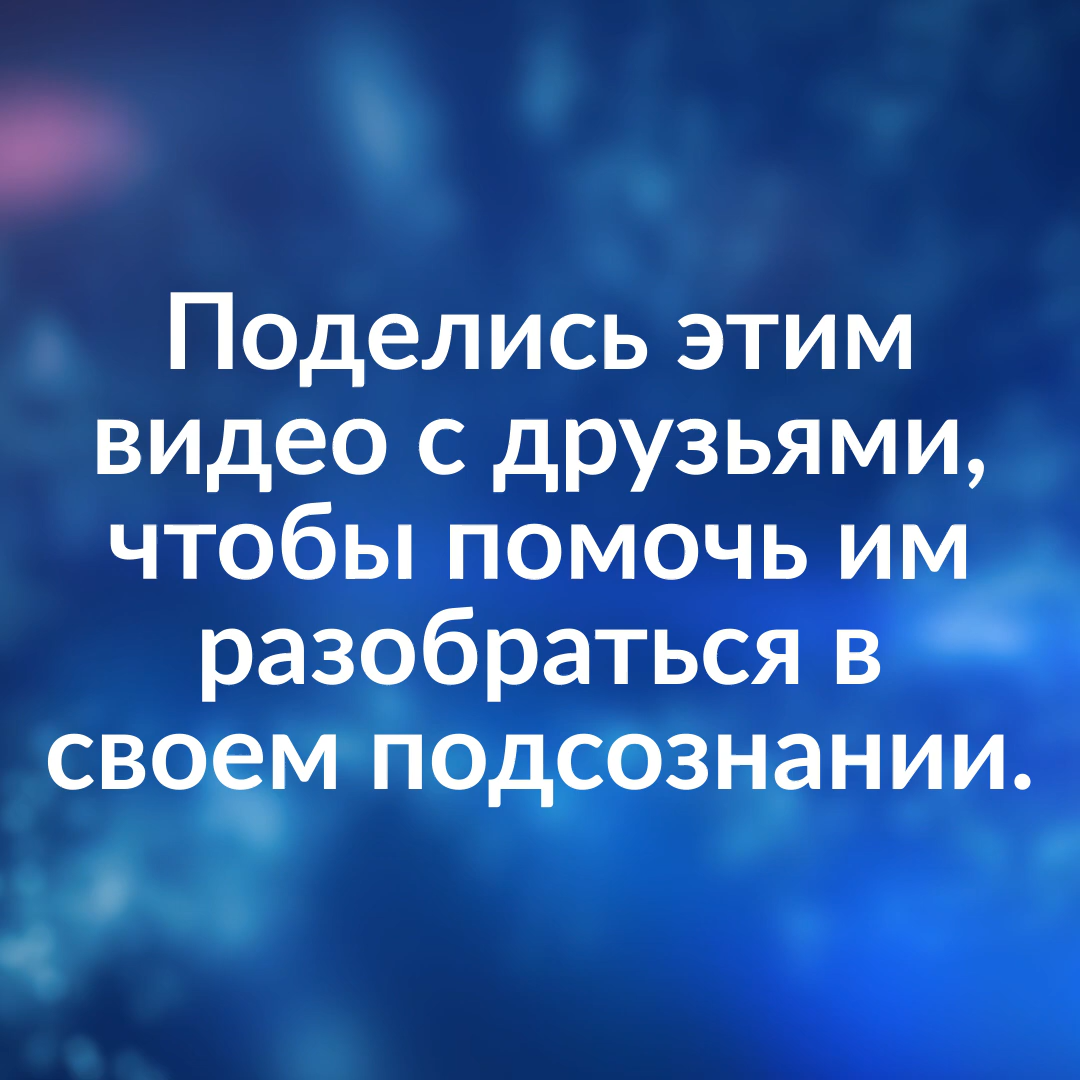 Поделись этим
видео с друзьями,
чтобы помочь им
разобраться в
своем подсознании.